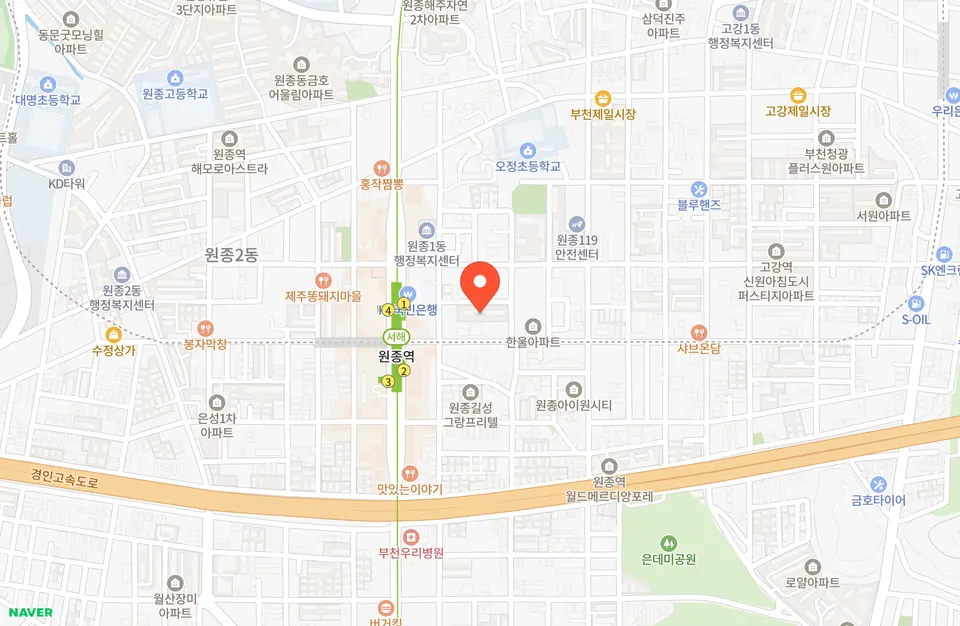 3단지아파트
원종해주자연
2차아파트
삼덕진주
아파트
고강1동
행정복지센터
동문굿모닝힐
아파트
원종동금호
어울림아파트
대명초등학교
원종고등학교
부천제일시장
고강제일시장
원종역
해모로아스트라
오정초등학교
부천청광
플러스원아파트
KD타워
홍작짬뽕
블루핸즈
서원아파트
원종2동
원종1동
행정복지센터
원종119
안전센터
고강역
신원아침도시
퍼스티지아파트
SK엔크린
원종2동
행정복지센터
제주똥돼지마을
4
1
국민은행
S-OIL
수정상가
봉자막창
서해
원종역
한울아파트
샤브온담
2
3
은성1차
아파트
원종길성
그랑프리텔
원종아이원시티
경인고속도로
맛있는이야기
원종역
월드메르디앙포레
금호타이어
부천우리병원
은데미공원
월산장미
아파트
로얄아파트
버거킹
NAVER